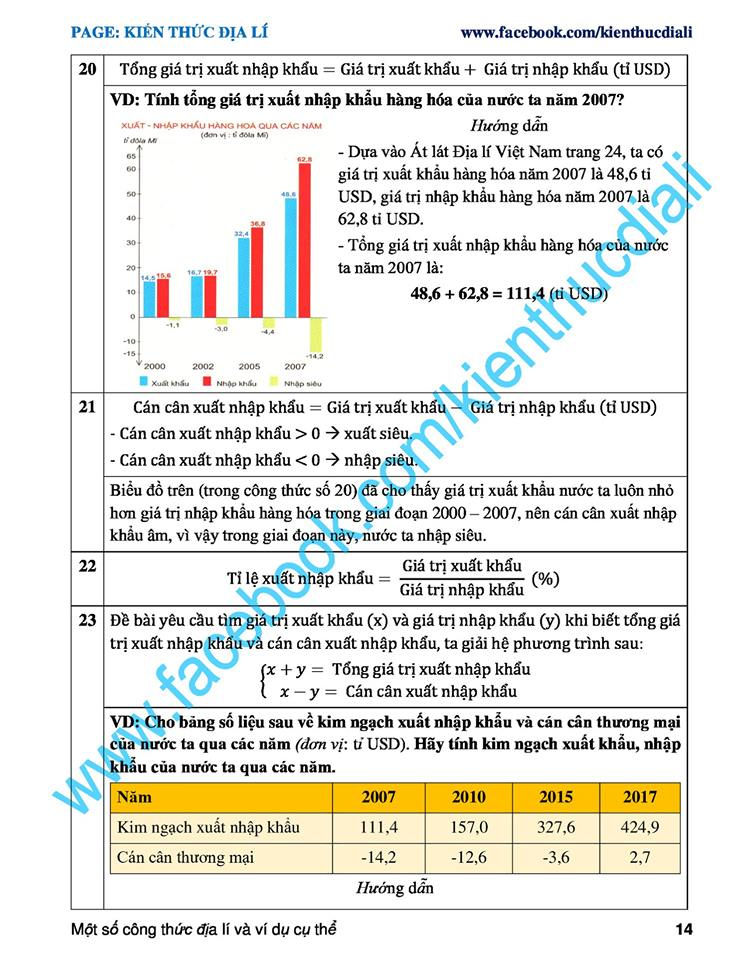 PAGE: KIẾN THỨC ĐỊA LÍ
www.facebook.com/kienthucdiali
20
Tổng giá trị xuất nhập khẩu = Giá trị xuất khẩu + Giá trị nhập khẩu (tỉ USD)
VD: Tính tổng giá trị xuất nhập khẩu hàng hóa của nước ta năm 2007?
XUẤT - NHẬP KHẨU HÀNG HOÁ QUA CÁC NĂM
(đơn vị : tỉ đôla Mĩ)
tỉ đôla Mĩ
65
60
50
40
30
20
10
0
-10
-15
14,5 15,6
-1,1
16,7 19,7
-3,0
32,4
36,8
-4,4
48,6
62,8
-14,2
2000 2002 2005 2007
Xuất khẩu Nhập khẩu Nhập siêu
Hướng dẫn
- Dựa vào Át lát Địa lí Việt Nam trang 24, ta có
giá trị xuất khẩu hàng hóa năm 2007 là 48,6 tỉ
USD, giá trị nhập khẩu hàng hóa năm 2007 là
62,8 tỉ USD.
- Tổng giá trị xuất nhập khẩu hàng hóa của nước
ta năm 2007 là:
48,6 + 62,8 = 111,4 (tỉ USD)
21
Cán cân xuất nhập khẩu = Giá trị xuất khẩu − Giá trị nhập khẩu (tỉ USD)
- Cán cân xuất nhập khẩu > 0 → xuất siêu.
- Cán cân xuất nhập khẩu < 0 → nhập siêu.
Biểu đồ trên (trong công thức số 20) đã cho thấy giá trị xuất khẩu nước ta luôn nhỏ
hơn giá trị nhập khẩu hàng hóa trong giai đoạn 2000 – 2007, nên cán cân xuất nhập
khẩu âm, vì vậy trong giai đoạn này, nước ta nhập siêu.
22
Tỉ lệ xuất nhập khẩu = Giá trị xuất khẩu / Giá trị nhập khẩu (%)
23
Đề bài yêu cầu tìm giá trị xuất khẩu (x) và giá trị nhập khẩu (y) khi biết tổng giá
trị xuất nhập khẩu và cán cân xuất nhập khẩu, ta giải hệ phương trình sau:
{x + y = Tổng giá trị xuất nhập khẩu
x − y = Cán cân xuất nhập khẩu
VD: Cho bảng số liệu sau về kim ngạch xuất nhập khẩu và cán cân thương mại
của nước ta qua các năm (đơn vị: tỉ USD). Hãy tính kim ngạch xuất khẩu, nhập
khẩu của nước ta qua các năm.
Năm 2007 2010 2015 2017
Kim ngạch xuất nhập khẩu 111,4 157,0 327,6 424,9
Cán cân thương mại -14,2 -12,6 -3,6 2,7
Hướng dẫn
www.facebook.com/kienthucdiali
Một số công thức địa lí và ví dụ cụ thể
14